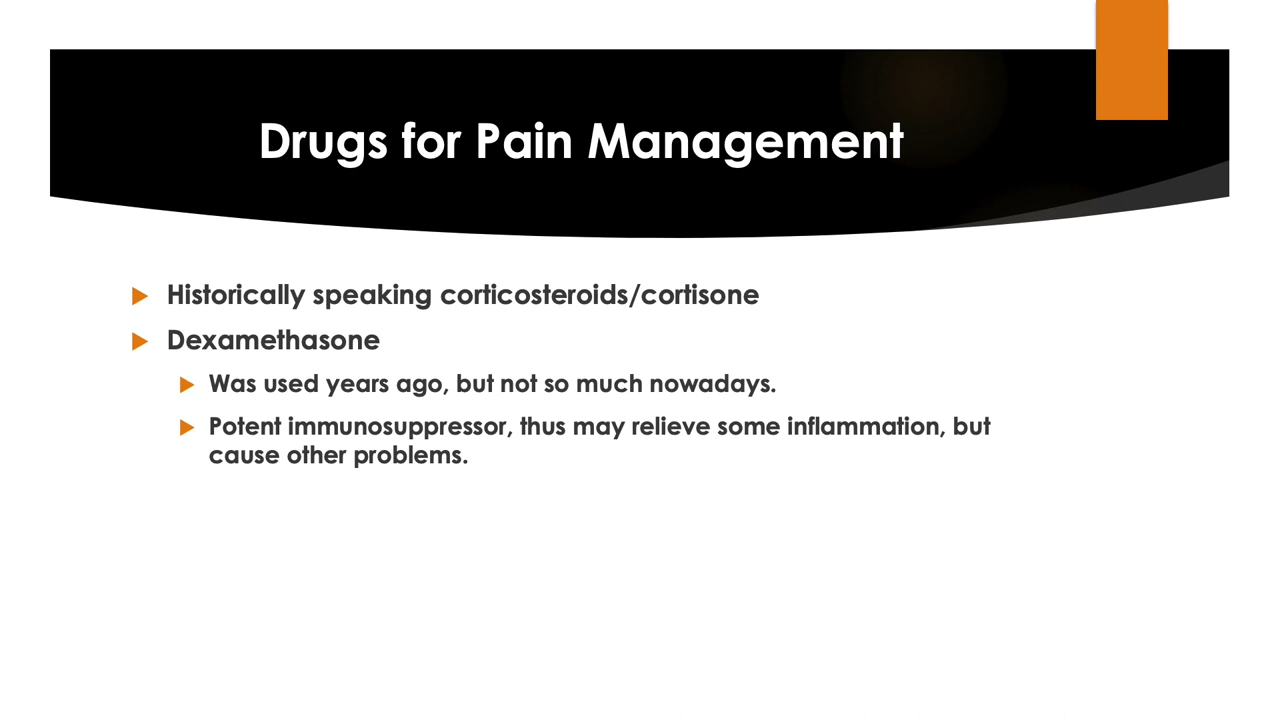 Drugs for Pain Management
Historically speaking corticosteroids/cortisone
Dexamethasone
Was used years ago, but not so much nowadays.
Potent immunosuppressor, thus may relieve some inflammation, but
cause other problems.